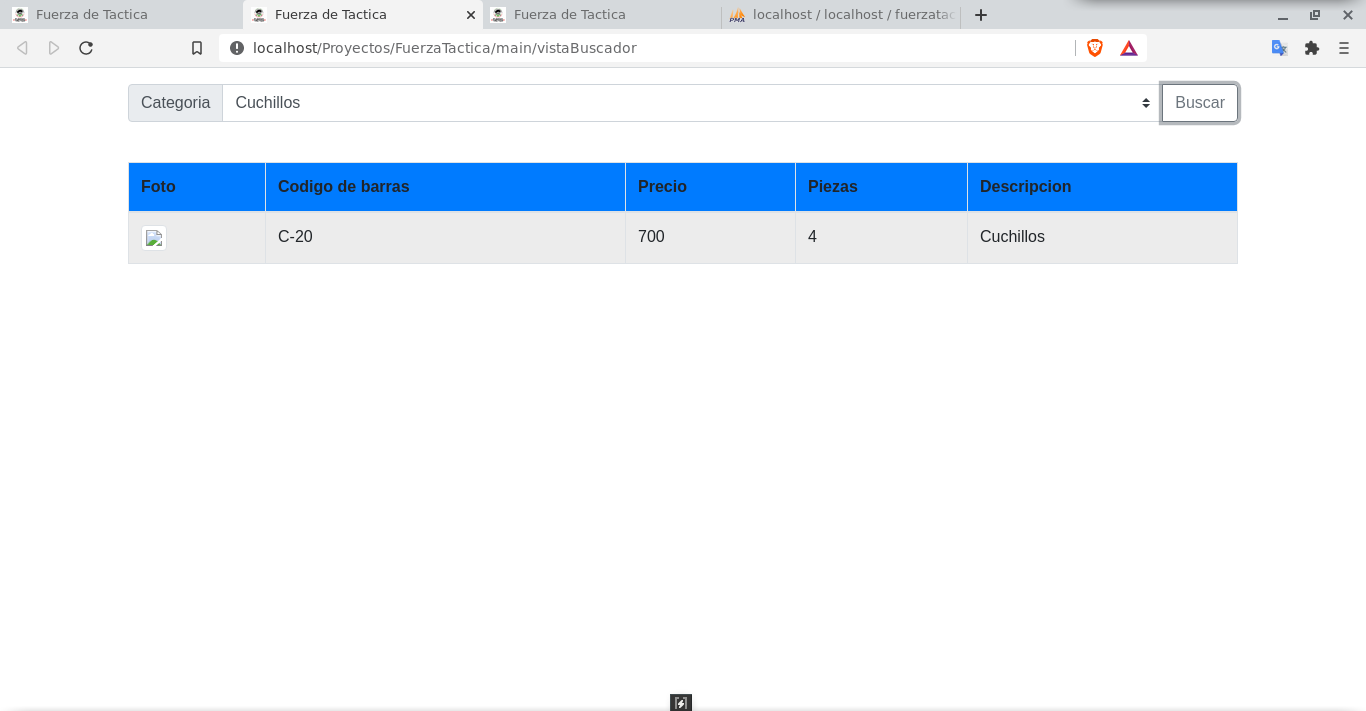 Fuerza de Tactica
Fuerza de Tactica
Fuerza de Tactica
PMA localhost / localhost / fuerzatac
localhost/Proyectos/FuerzaTactica/main/vistaBuscador
Categoria Cuchillos Buscar
Foto Codigo de barras Precio Piezas Descripcion
C-20 700 4 Cuchillos